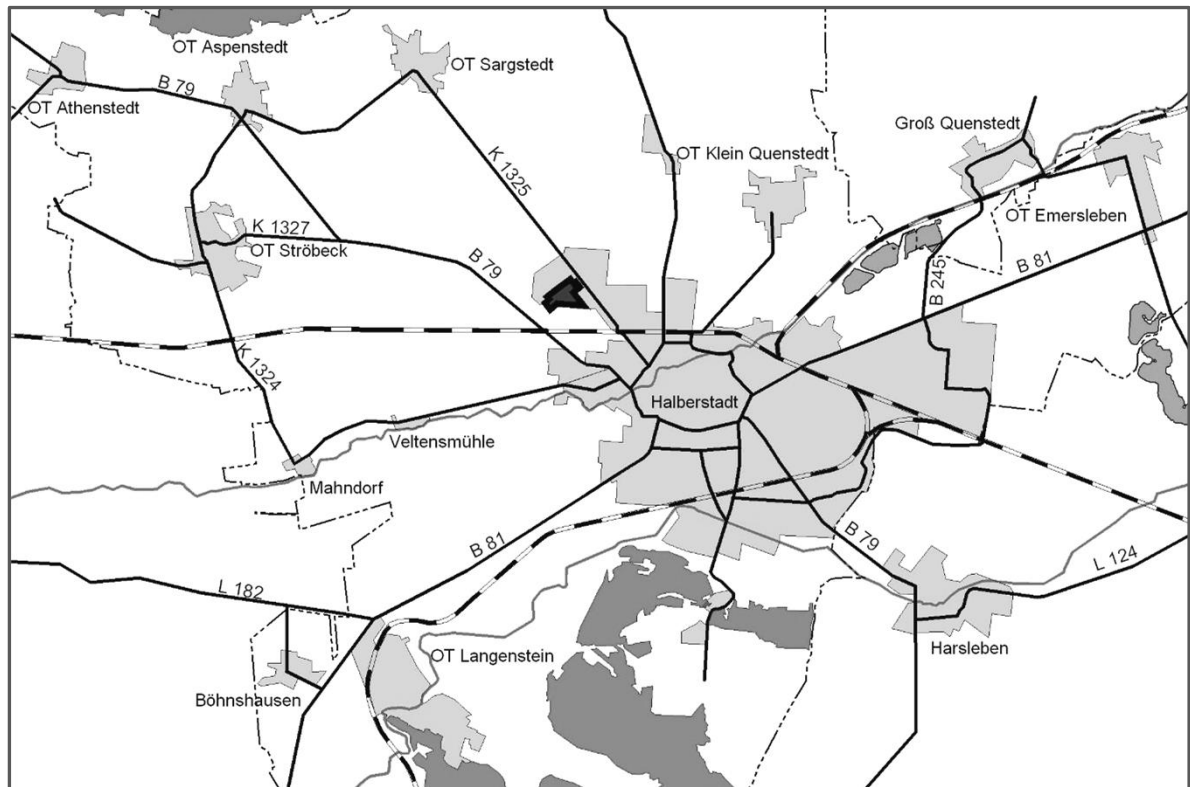 OT Aspenstedt
OT Sargstedt
B 79
OT Athenstedt
Groß Quenstedt
OT Klein Quenstedt
K 1325
OT Emersleben
K 1327
OT Ströbeck
B 79
B 245
B 81
K 1324
Halberstadt
Veltensmühle
Mahndorf
B 81
B 79
L 124
L 182
OT Langenstein
Harsleben
Böhnshausen